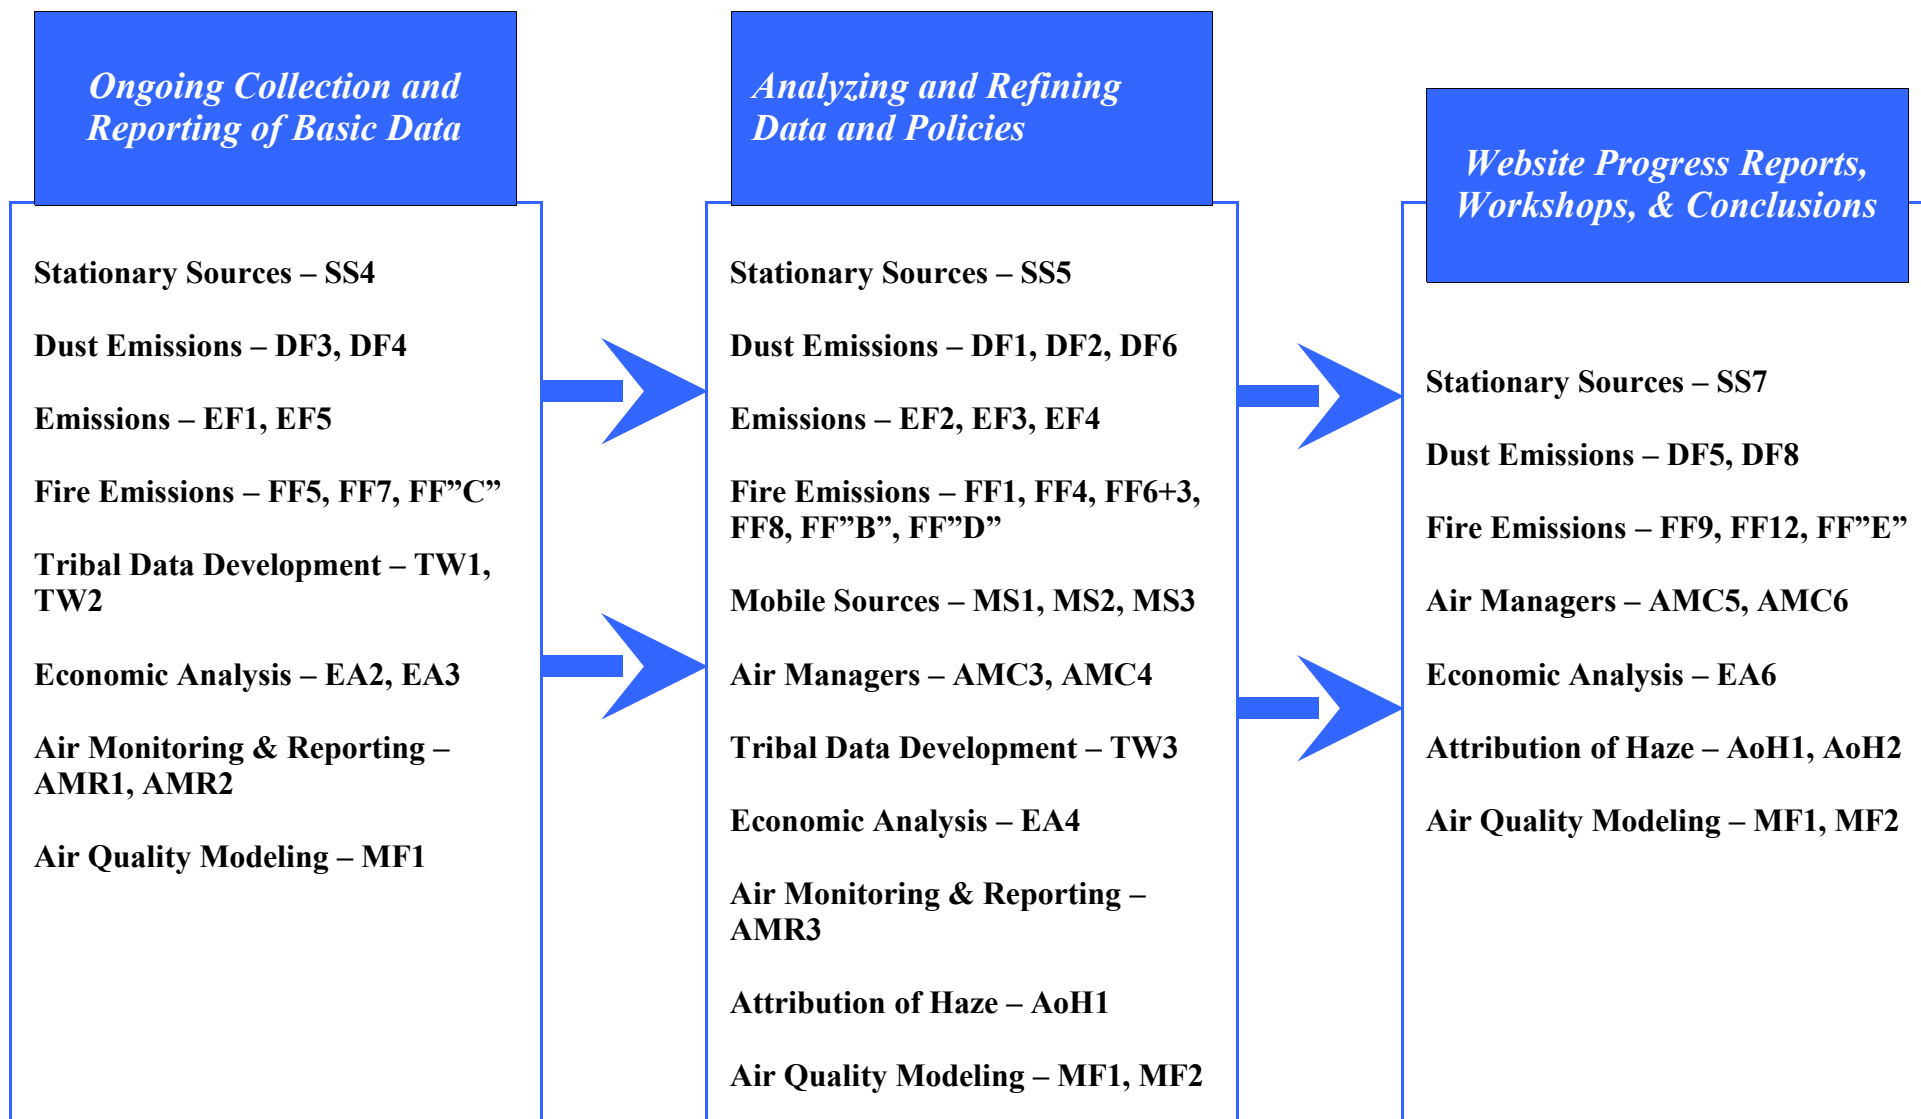 Ongoing Collection and
Reporting of Basic Data
Stationary Sources – SS4
Dust Emissions – DF3, DF4
Emissions – EF1, EF5
Fire Emissions – FF5, FF7, FF”C”
Tribal Data Development – TW1,
TW2
Economic Analysis – EA2, EA3
Air Monitoring & Reporting –
AMR1, AMR2
Air Quality Modeling – MF1
Analyzing and Refining
Data and Policies
Stationary Sources – SS5
Dust Emissions – DF1, DF2, DF6
Emissions – EF2, EF3, EF4
Fire Emissions – FF1, FF4, FF6+3,
FF8, FF”B”, FF”D”
Mobile Sources – MS1, MS2, MS3
Air Managers – AMC3, AMC4
Tribal Data Development – TW3
Economic Analysis – EA4
Air Monitoring & Reporting –
AMR3
Attribution of Haze – AoH1
Air Quality Modeling – MF1, MF2
Website Progress Reports,
Workshops, & Conclusions
Stationary Sources – SS7
Dust Emissions – DF5, DF8
Fire Emissions – FF9, FF12, FF”E”
Air Managers – AMC5, AMC6
Economic Analysis – EA6
Attribution of Haze – AoH1, AoH2
Air Quality Modeling – MF1, MF2